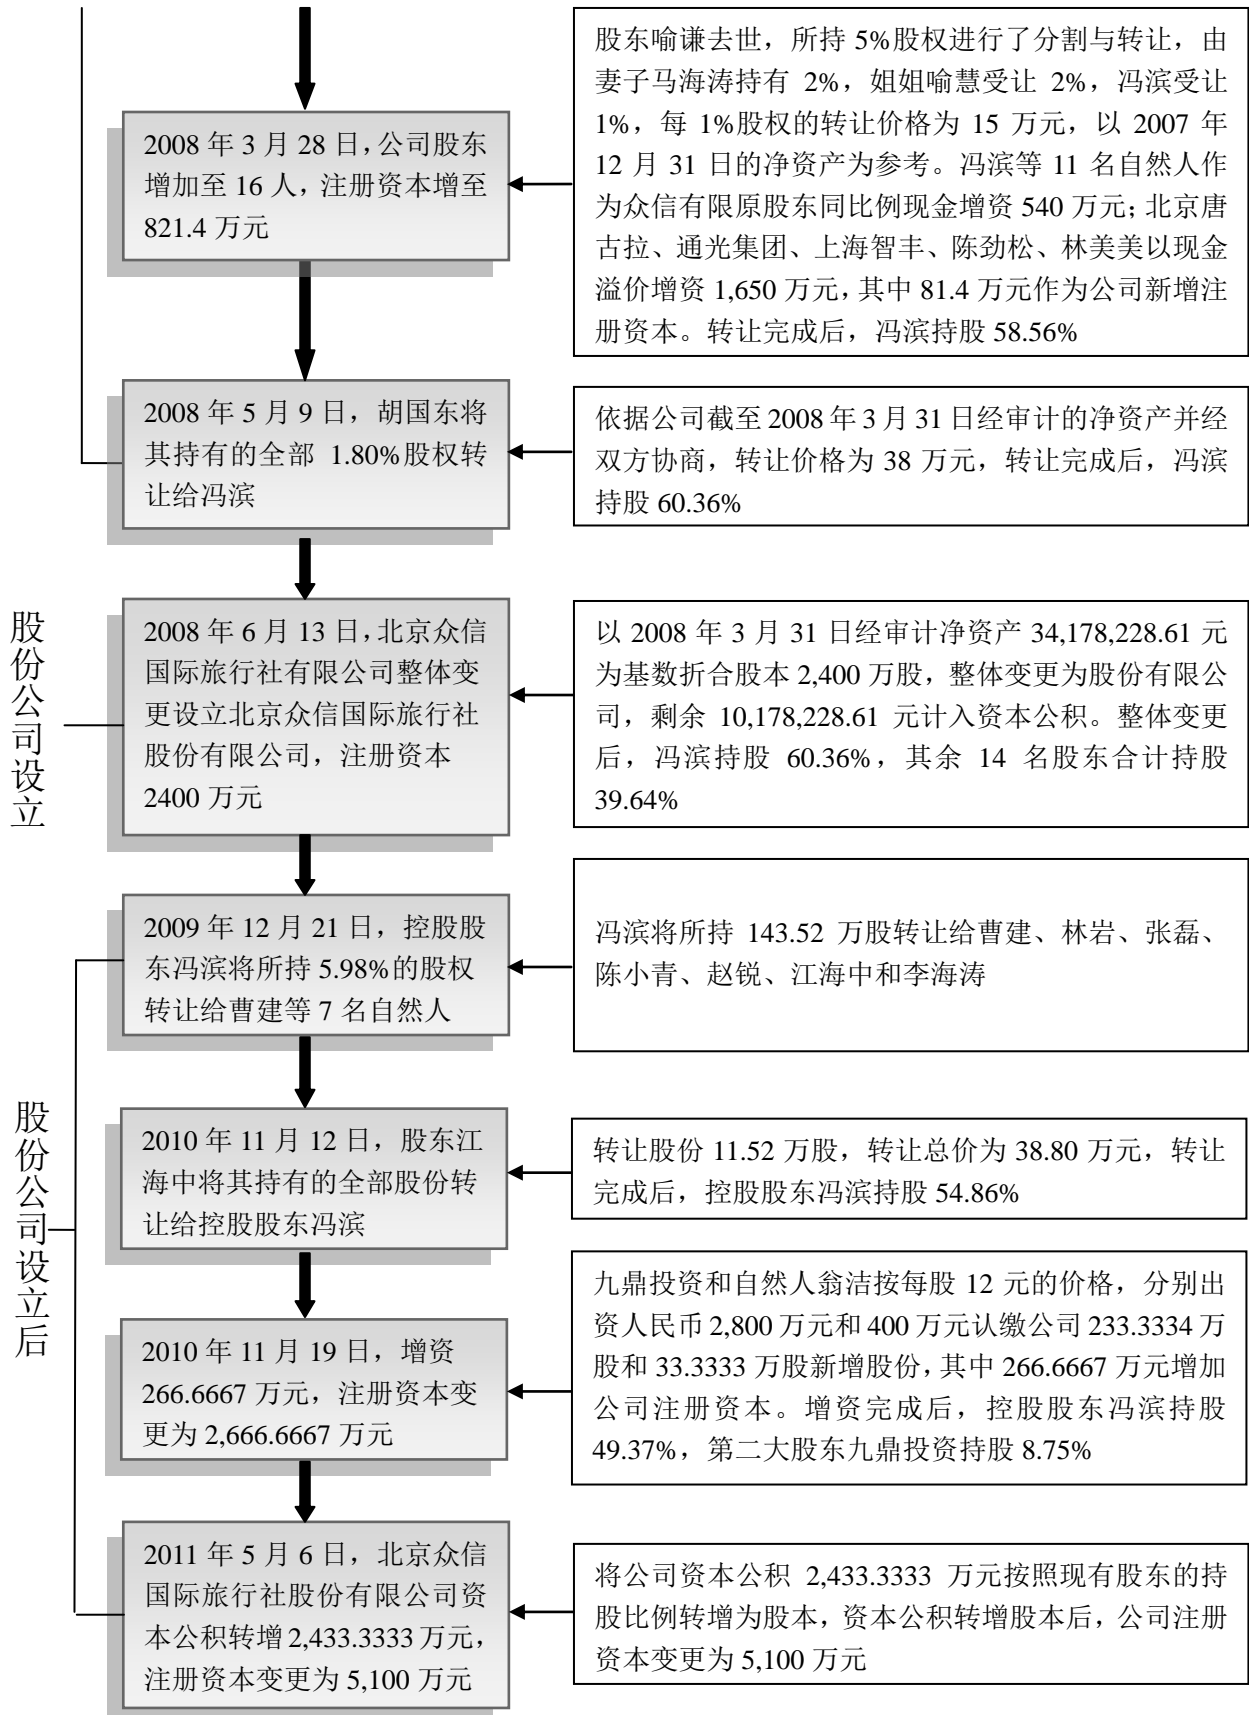 股东喻谦去世，所持 5%股权进行了分割与转让，由
妻子马海涛持有 2%，姐姐喻慧受让 2%，冯滨受让
1%，每 1%股权的转让价格为 15 万元，以 2007 年
12 月 31 日的净资产为参考。冯滨等 11 名自然人作
为众信有限原股东同比例现金增资 540 万元；北京唐
古拉、通光集团、上海智丰、陈劲松、林美美以现金
溢价增资 1,650 万元，其中 81.4 万元作为公司新增注
册资本。转让完成后，冯滨持股 58.56%
2008 年 3 月 28 日，公司股东
增加至 16 人，注册资本增至
821.4 万元
2008 年 5 月 9 日，胡国东将
其持有的全部 1.80%股权转
让给冯滨
依据公司截至 2008 年 3 月 31 日经审计的净资产并经
双方协商，转让价格为 38 万元，转让完成后，冯滨
持股 60.36%
股份公司设立
2008 年 6 月 13 日，北京众信
国际旅行社有限公司整体变
更设立北京众信国际旅行社
股份有限公司，注册资本
2400 万元
以 2008 年 3 月 31 日经审计净资产 34,178,228.61 元
为基数折合股本 2,400 万股，整体变更为股份有限公
司，剩余 10,178,228.61 元计入资本公积。整体变更
后，冯滨持股 60.36%，其余 14 名股东合计持股
39.64%
股份公司设立后
2009 年 12 月 21 日，控股股
东冯滨将所持 5.98%的股权
转让给曹建等 7 名自然人
冯滨将所持 143.52 万股转让给曹建、林岩、张磊、
陈小青、赵锐、江海中和李海涛
2010 年 11 月 12 日，股东江
海中将其持有的全部股份转
让给控股股东冯滨
转让股份 11.52 万股，转让总价为 38.80 万元，转让
完成后，控股股东冯滨持股 54.86%
2010 年 11 月 19 日，增资
266.6667 万元，注册资本变
更为 2,666.6667 万元
九鼎投资和自然人翁洁按每股 12 元的价格，分别出
资人民币 2,800 万元和 400 万元认缴公司 233.3334 万
股和 33.3333 万股新增股份，其中 266.6667 万元增加
公司注册资本。增资完成后，控股股东冯滨持股
49.37%，第二大股东九鼎投资持股 8.75%
2011 年 5 月 6 日，北京众信
国际旅行社股份有限公司资
本公积转增 2,433.3333 万元，
注册资本变更为 5,100 万元
将公司资本公积 2,433.3333 万元按照现有股东的持
股比例转增为股本，资本公积转增股本后，公司注册
资本变更为 5,100 万元